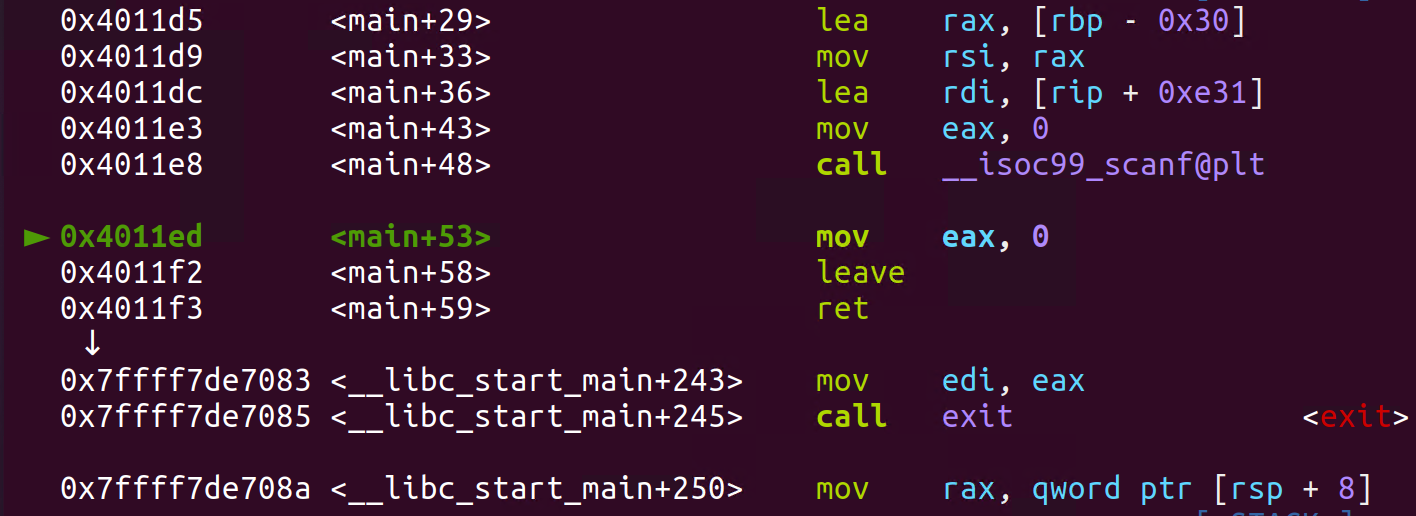 0x4011d5 <main+29> lea rax, [rbp - 0x30]
0x4011d9 <main+33> mov rsi, rax
0x4011dc <main+36> lea rdi, [rip + 0xe31]
0x4011e3 <main+43> mov eax, 0
0x4011e8 <main+48> call __isoc99_scanf@plt
► 0x4011ed <main+53> mov eax, 0
0x4011f2 <main+58> leave
0x4011f3 <main+59> ret
↓
0x7ffff7de7083 <__libc_start_main+243> mov edi, eax
0x7ffff7de7085 <__libc_start_main+245> call exit <exit>
0x7ffff7de708a <__libc_start_main+250> mov rax, qword ptr [rsp + 8]